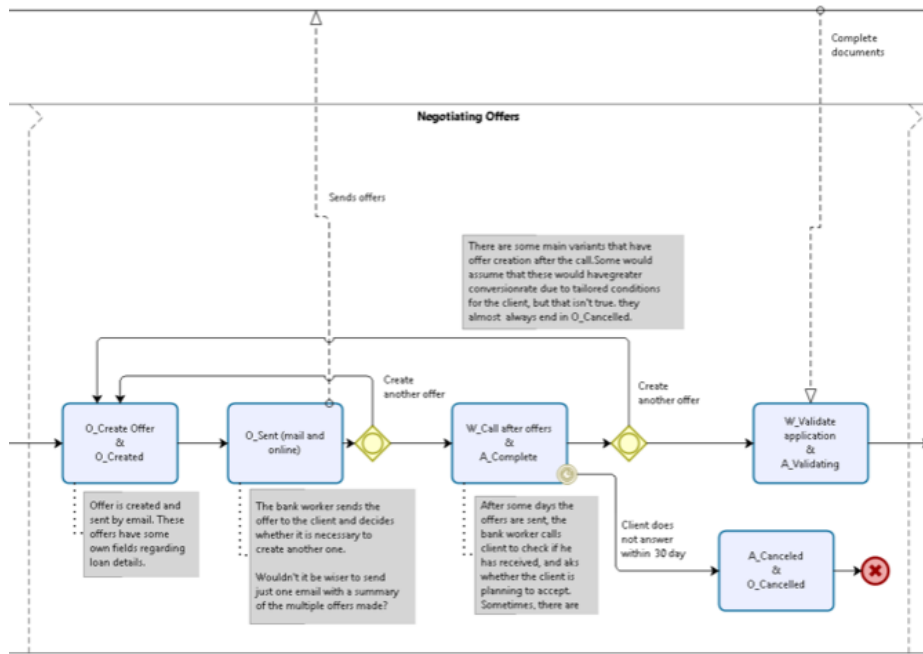 Complete
documents
Negotiating Offers
Sends offers
There are some main variants that have
offer creation after the call.Some would
assume that these would havegreater
conversionrate due to tailored conditions
for the client, but that isn't true. they
almost always end in O_Cancelled.
Create
another offer
Create
another offer
O_Create Offer
&
O_Created
O_Sent (mail and
online)
W_Call after offers
&
A_Complete
W_Validate
application
&
A_Validating
Offer is created and
sent by email. These
offers have some
own fields regarding
loan details.
The bank worker sends the
offer to the client and decides
whether it is necessary to
create another one.
Wouldn't it be wiser to send
just one email with a summary
of the multiple offers made?
After some days the
offers are sent, the
bank worker calls
client to check if he
has received, and aks
whether the client is
planning to accept.
Sometimes, there are
Client does
not answer
within 30 day
A_Canceled
&
O_Cancelled